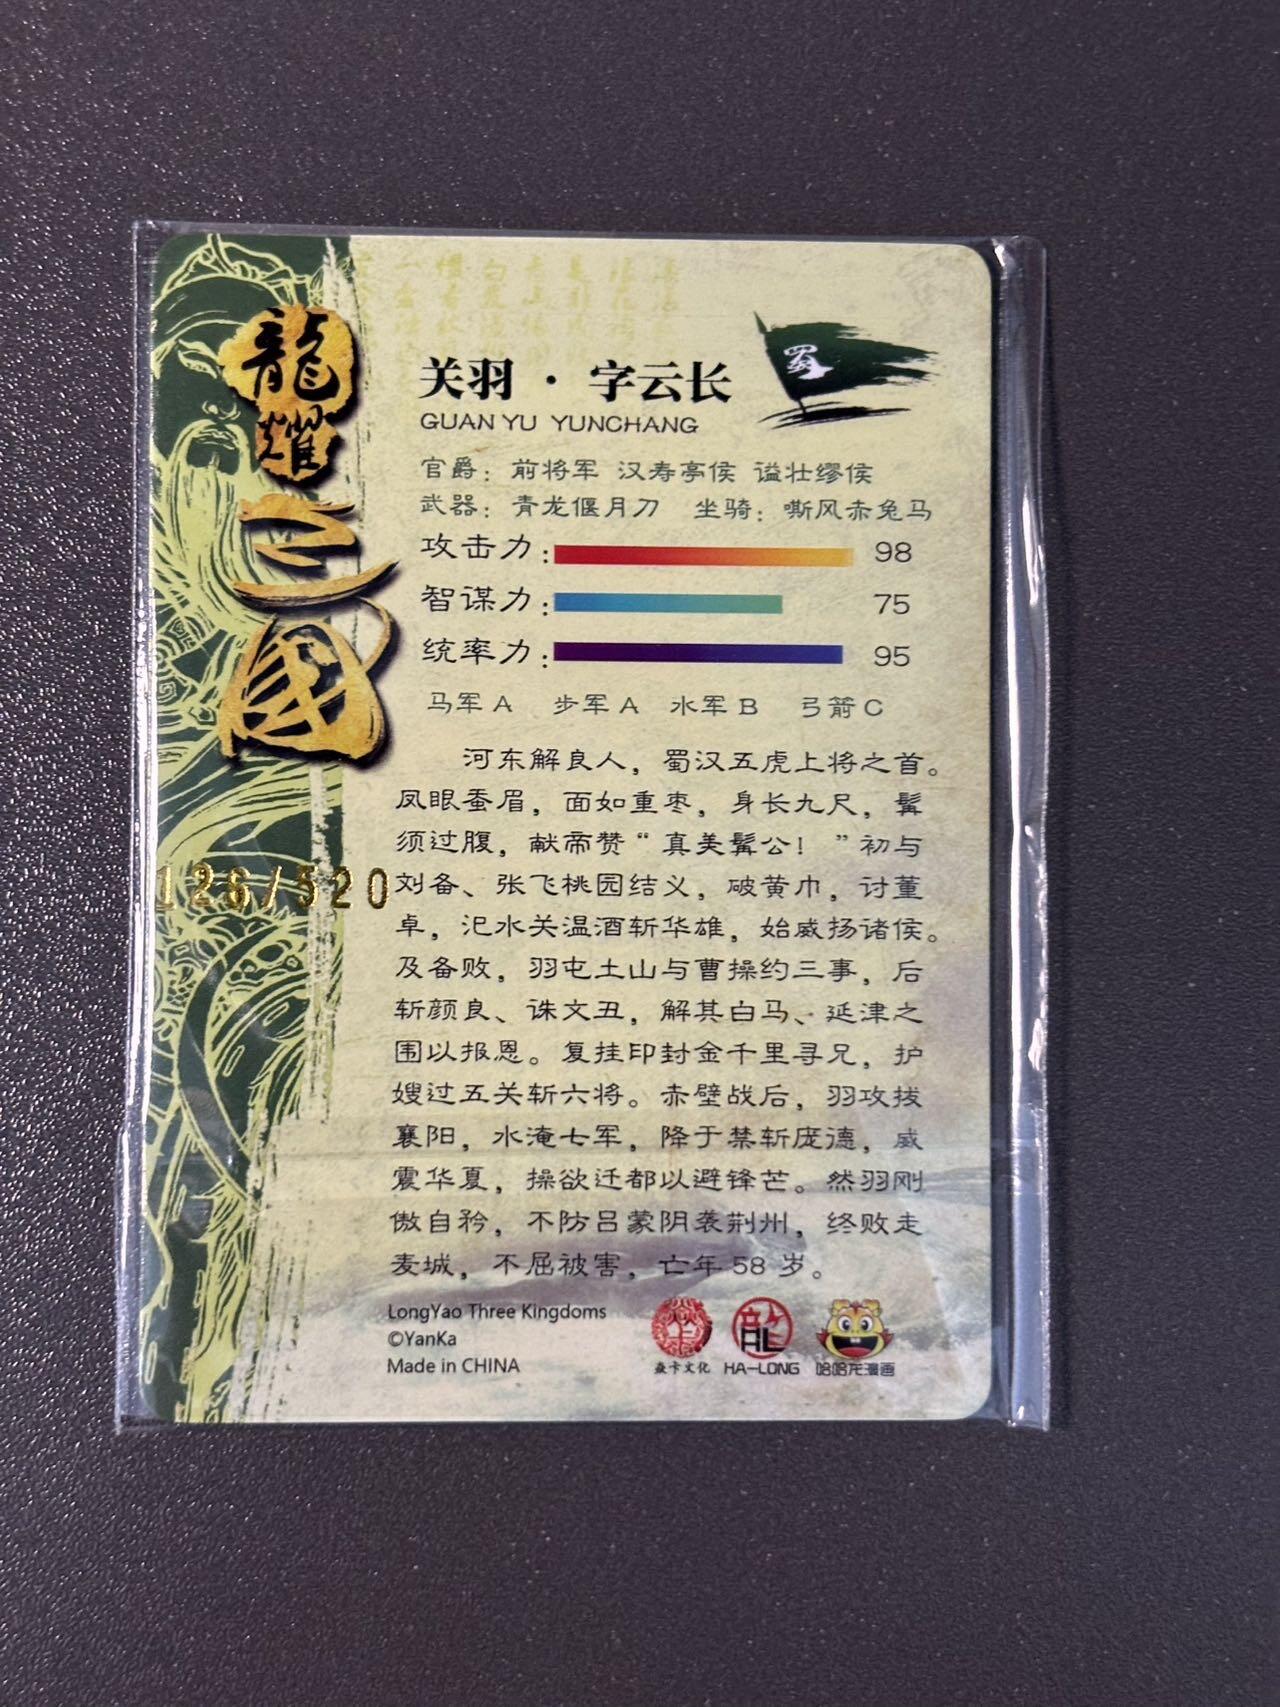 龍耀三國
关羽 · 字云长
GUAN YU YUNCHANG
蜀
官爵：前将军 汉寿亭侯 谥壮缪侯
武器：青龙偃月刀 坐骑：嘶风赤兔马
攻击力： 98
智谋力： 75
统率力： 95
马军 A 步军 A 水军 B 弓箭 C
河东解良人，蜀汉五虎上将之首。
凤眼蚕眉，面如重枣，身长九尺，髯
须过腹，献帝赞“真美髯公！”初与
刘备、张飞桃园结义，破黄巾，讨董
卓，汜水关温酒斩华雄，始威扬诸侯。
及备败，羽屯土山与曹操约三事，后
斩颜良、诛文丑，解其白马、延津之
围以报恩。复挂印封金千里寻兄，护
嫂过五关斩六将。赤壁战后，羽攻拔
襄阳，水淹七军，降于禁斩庞德，威
震华夏，操欲迁都以避锋芒。然羽刚
傲自矜，不防吕蒙阴袭荆州，终败走
麦城，不屈被害，亡年 58 岁。
126/520
LongYao Three Kingdoms
©YanKa
Made in CHINA
焱卡文化
HA-LONG
哈哈龙漫画